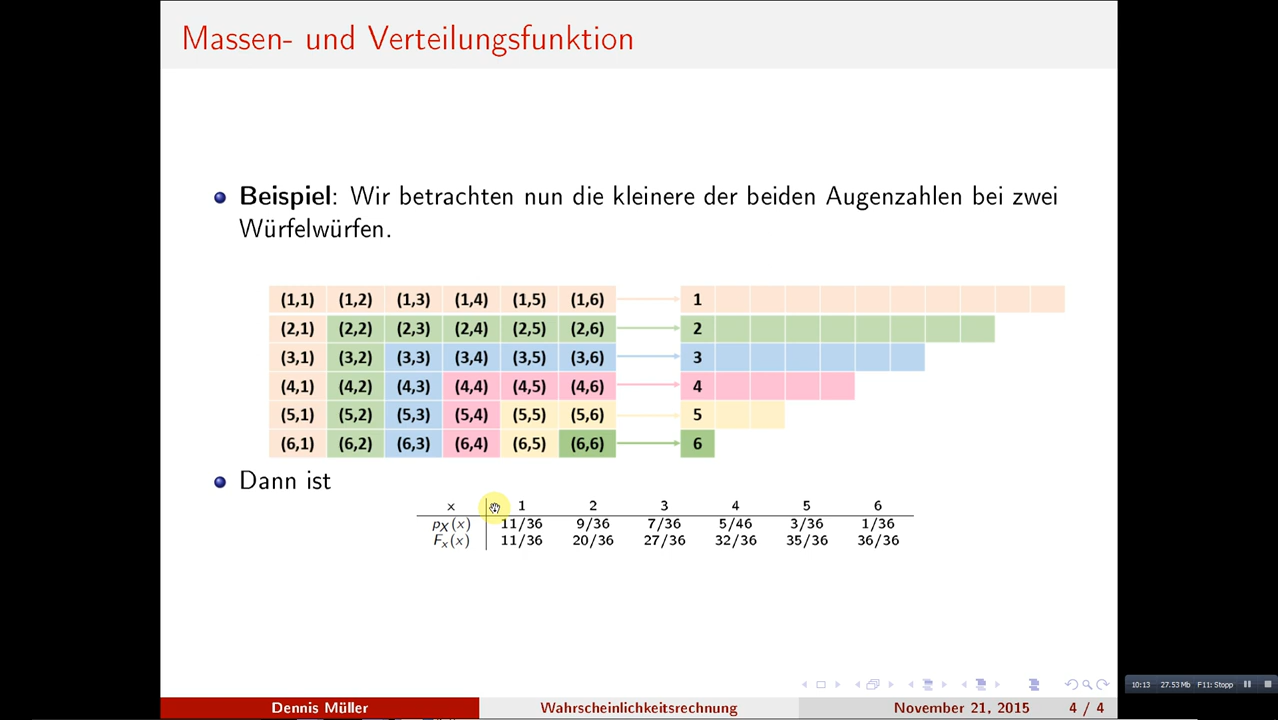 Massen- und Verteilungsfunktion
Beispiel: Wir betrachten nun die kleinere der beiden Augenzahlen bei zwei
Würfelwürfen.
(1,1) (1,2) (1,3) (1,4) (1,5) (1,6) 1
(2,1) (2,2) (2,3) (2,4) (2,5) (2,6) 2
(3,1) (3,2) (3,3) (3,4) (3,5) (3,6) 3
(4,1) (4,2) (4,3) (4,4) (4,5) (4,6) 4
(5,1) (5,2) (5,3) (5,4) (5,5) (5,6) 5
(6,1) (6,2) (6,3) (6,4) (6,5) (6,6) 6
Dann ist
x 1 2 3 4 5 6
pX(x) 11/36 9/36 7/36 5/46 3/36 1/36
Fx(x) 11/36 20/36 27/36 32/36 35/36 36/36
10:13 27.53 Mb F11: Stopp
Dennis Müller Wahrscheinlichkeitsrechnung November 21, 2015 4 / 4